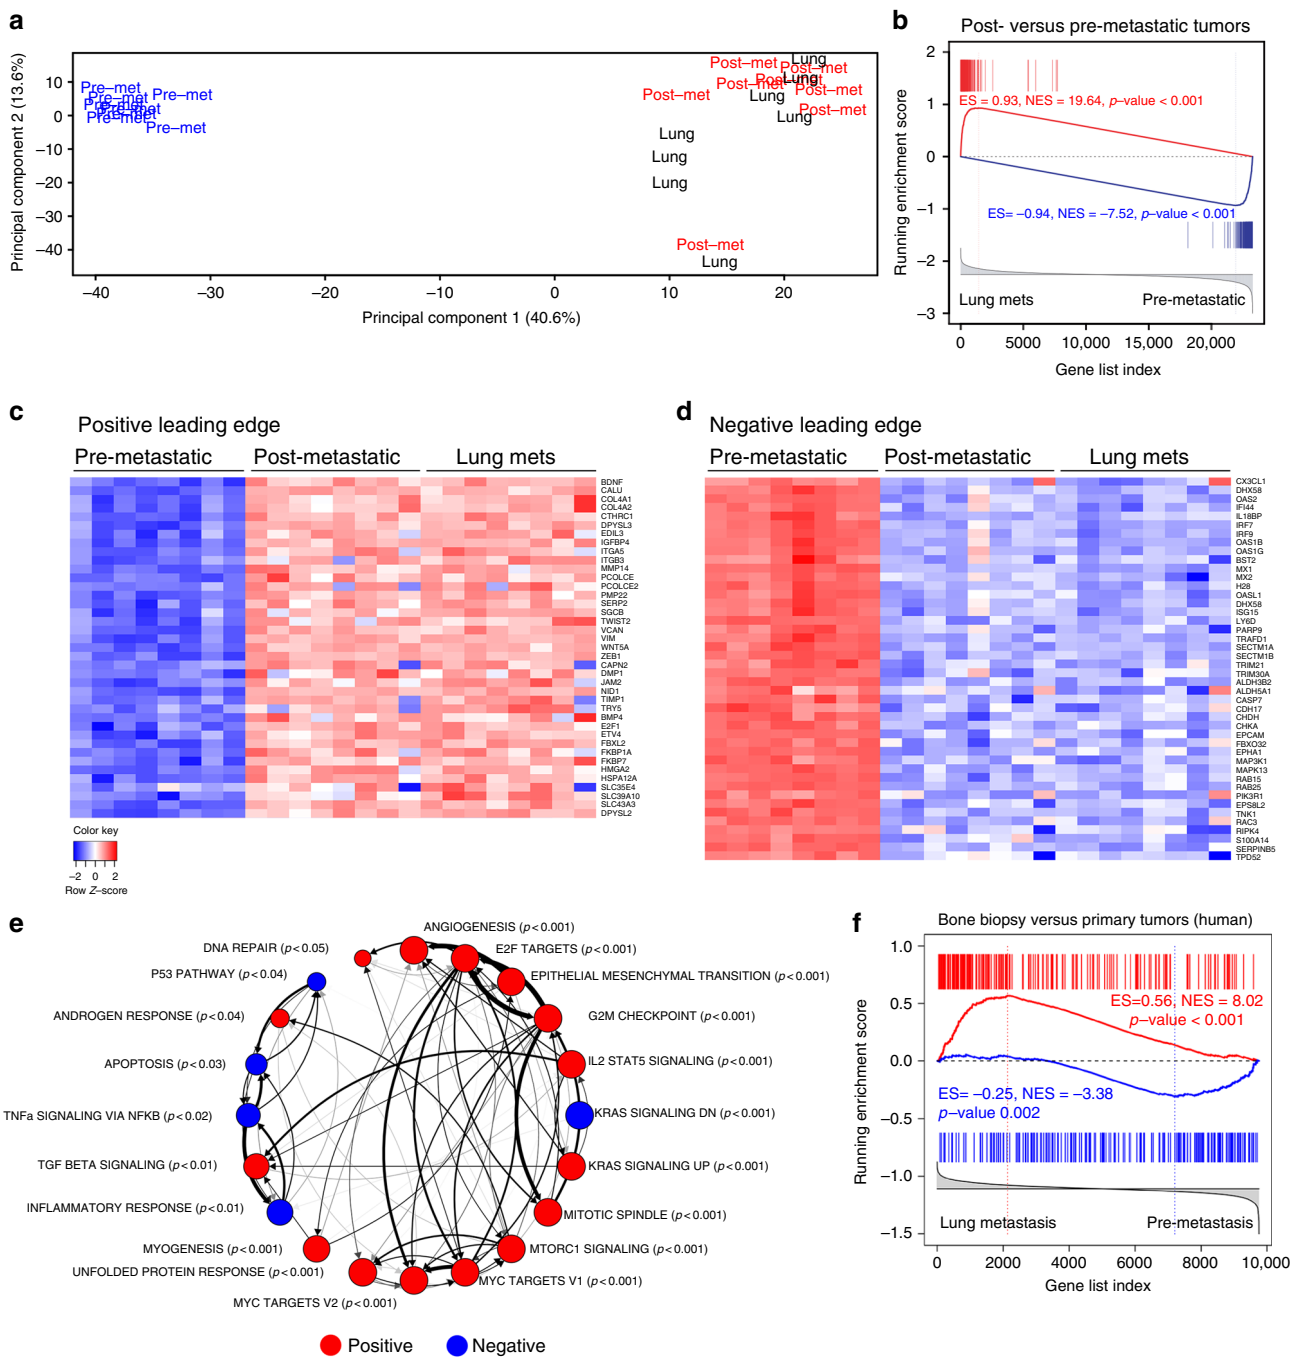 a
Principal component 2 (13.6%)
10
0
−10
−20
−30
−40
−40
−30
−20
−10
0
10
20
Principal component 1 (40.6%)
Pre–met
Pre–met
Pre–met
Pre–met
Pre–met
Pre–met
Pre–met
Pre–met
Post–met
Lung
Post–met
Post–met
Post–met
Lung
Post–met
Post–met
Lung
Post–met
Lung
Lung
Lung
Lung
Post–met
Lung
b
Post- versus pre-metastatic tumors
Running enrichment score
2
1
0
−1
−2
−3
ES = 0.93, NES = 19.64, p–value < 0.001
ES= –0.94, NES = –7.52, p–value < 0.001
Lung mets
Pre-metastatic
0
5000
10,000
15,000
20,000
Gene list index
c
Positive leading edge
Pre-metastatic
Post-metastatic
Lung mets
BDNF
CALU
COL4A1
COL4A2
CTHRC1
DPYSL3
EDIL3
IGFBP4
ITGA5
ITGB3
MMP14
PCOLCE
PCOLCE2
PMP22
SERP2
SGCB
TWIST2
VCAN
VIM
WNT5A
ZEB1
CAPN2
DMP1
JAM2
NID1
TIMP1
TRY5
BMP4
E2F1
ETV4
FBXL2
FKBP1A
FKBP7
HMGA2
HSPA12A
SLC35E4
SLC39A10
SLC43A3
DPYSL2
Color key
−2
0
2
Row Z–score
d
Negative leading edge
Pre-metastatic
Post-metastatic
Lung mets
CX3CL1
DHX58
OAS2
IFI44
IL18BP
IRF7
IRF9
OAS1B
OAS1G
BST2
MX1
MX2
H28
OASL1
DHX58
ISG15
LY6D
PARP9
TRAFD1
SECTM1A
SECTM1B
TRIM21
TRIM30A
ALDH3B2
ALDH5A1
CASP7
CDH17
CHDH
CHKA
EPCAM
FBXO32
EPHA1
MAP3K1
MAPK13
RAB15
RAB25
PIK3R1
EPS8L2
TNK1
RAC3
RIPK4
S100A14
SERPINB5
TPD52
e
ANGIOGENESIS (p<0.001)
E2F TARGETS (p<0.001)
EPITHELIAL MESENCHYMAL TRANSITION (p<0.001)
G2M CHECKPOINT (p<0.001)
IL2 STAT5 SIGNALING (p<0.001)
KRAS SIGNALING DN (p<0.001)
KRAS SIGNALING UP (p<0.001)
MITOTIC SPINDLE (p<0.001)
MTORC1 SIGNALING (p<0.001)
MYC TARGETS V1 (p<0.001)
MYC TARGETS V2 (p<0.001)
UNFOLDED PROTEIN RESPONSE (p<0.001)
MYOGENESIS (p<0.001)
INFLAMMATORY RESPONSE (p<0.01)
TGF BETA SIGNALING (p<0.01)
TNFa SIGNALING VIA NFKB (p<0.02)
APOPTOSIS (p<0.03)
ANDROGEN RESPONSE (p<0.04)
P53 PATHWAY (p<0.04)
DNA REPAIR (p<0.05)
Positive
Negative
f
Bone biopsy versus primary tumors (human)
Running enrichment score
1.0
0.5
0.0
−0.5
−1.0
−1.5
ES=0.56, NES = 8.02
p–value < 0.001
ES= –0.25, NES = –3.38
p–value 0.002
Lung metastasis
Pre-metastasis
0
2000
4000
6000
8000
10,000
Gene list index